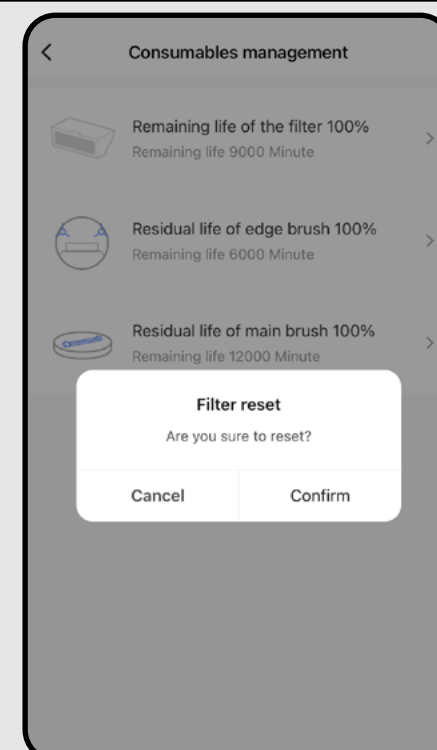 Consumables management
Remaining life of the filter 100%
Remaining life 9000 Minute
Residual life of edge brush 100%
Remaining life 6000 Minute
Residual life of main brush 100%
Remaining life 12000 Minute
Filter reset
Are you sure to reset?
Cancel Confirm